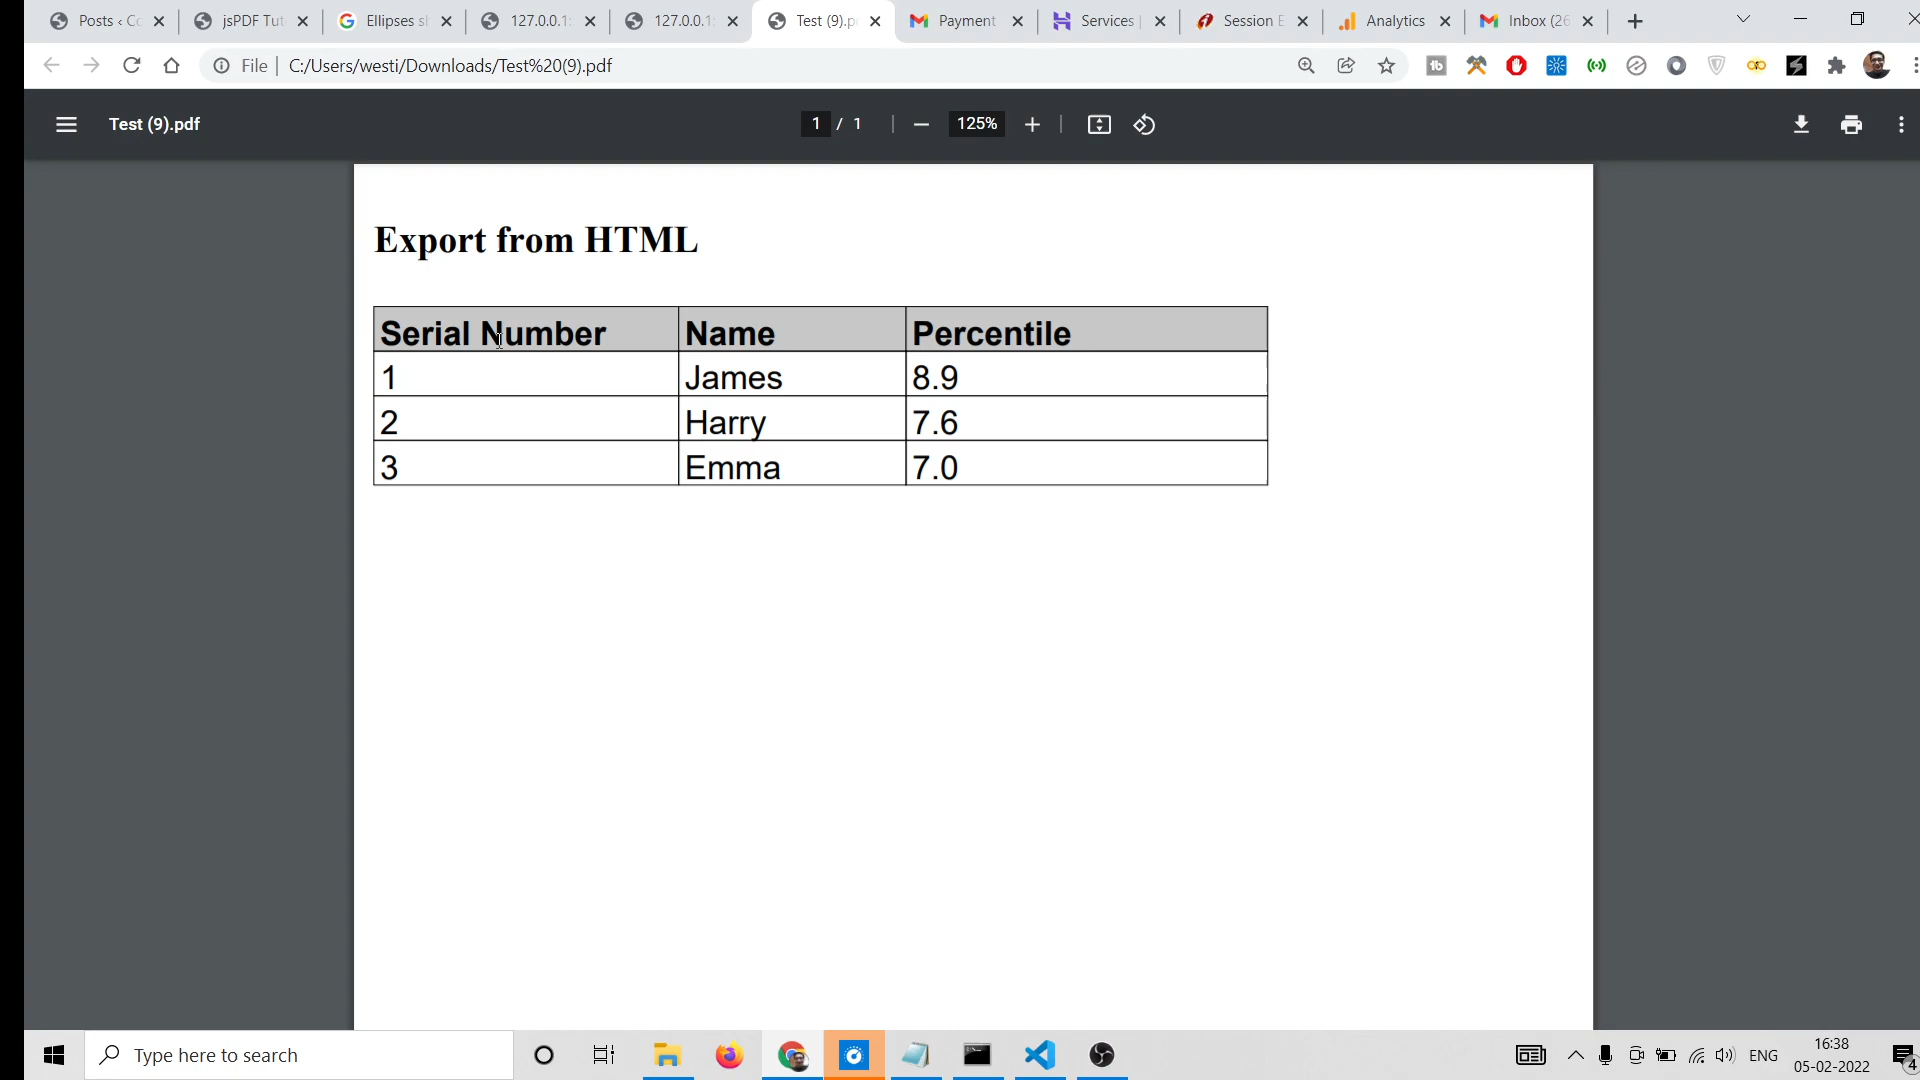 Posts ‹ Co jsPDF Tut Ellipses sh 127.0.0.1: 127.0.0.1: Test (9).p Payment Services Session E Analytics Inbox (26
File C:/Users/westi/Downloads/Test%20(9).pdf
Test (9).pdf 1 / 1 125%
Export from HTML
Serial Number Name Percentile
1 James 8.9
2 Harry 7.6
3 Emma 7.0
Type here to search ENG 16:38
05-02-2022 4